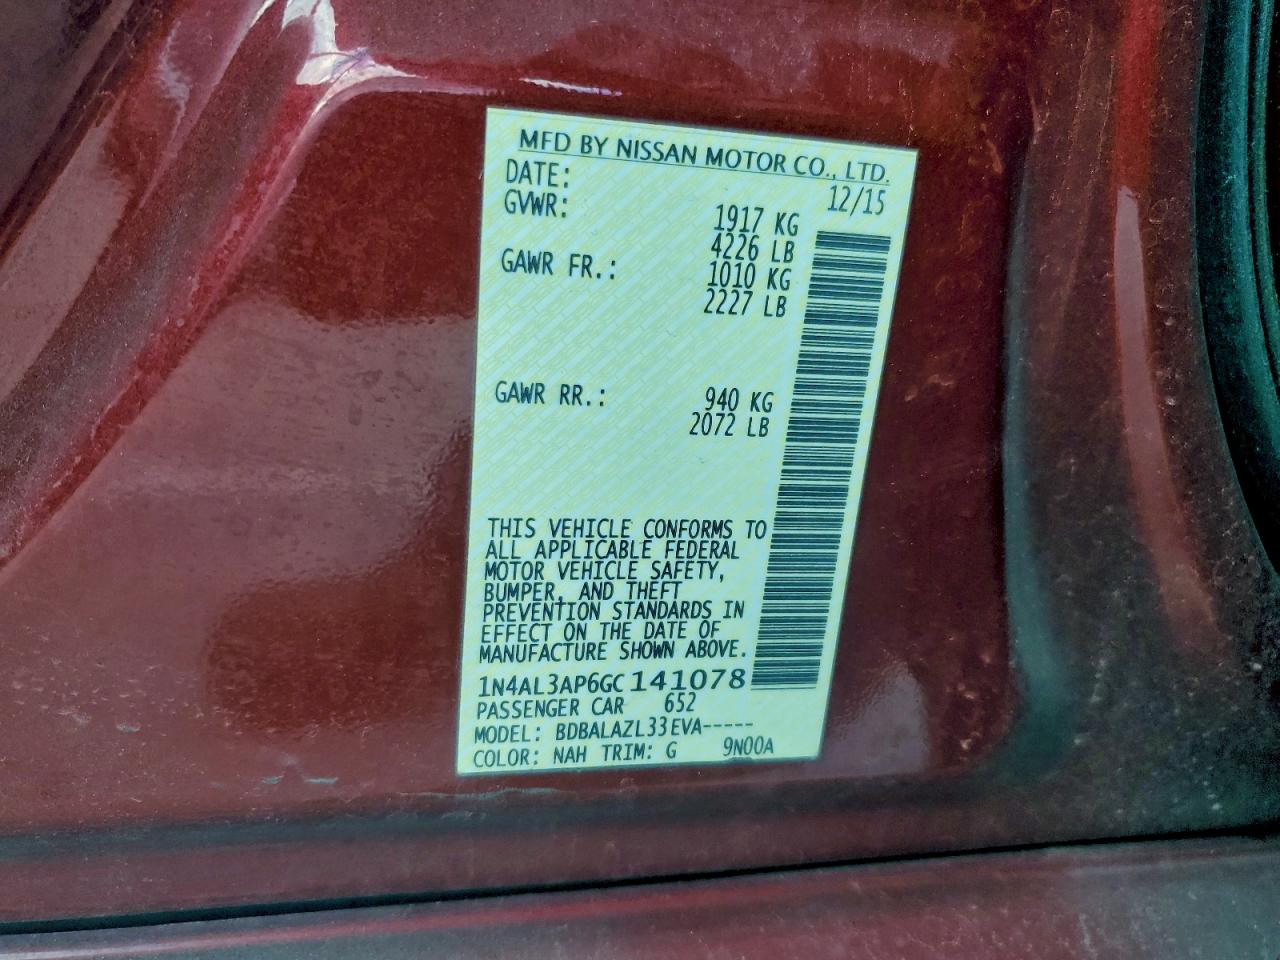 MFD BY NISSAN MOTOR CO., LTD.
DATE: 12/15
GVWR: 1917 KG
4226 LB
GAWR FR.: 1010 KG
2227 LB
GAWR RR.: 940 KG
2072 LB
THIS VEHICLE CONFORMS TO
ALL APPLICABLE FEDERAL
MOTOR VEHICLE SAFETY,
BUMPER, AND THEFT
PREVENTION STANDARDS IN
EFFECT ON THE DATE OF
MANUFACTURE SHOWN ABOVE.
1N4AL3AP6GC141078
PASSENGER CAR 652
MODEL: BDBALAZL33EVA-----
COLOR: NAH TRIM: G 9N00A